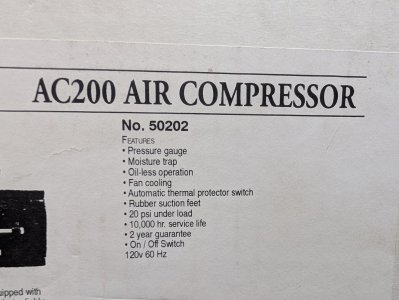 AC200 AIR COMPRESSOR
No. 50202
FEATURES
• Pressure gauge
• Moisture trap
• Oil-less operation
• Fan cooling
• Automatic thermal protector switch
• Rubber suction feet
• 20 psi under load
• 10,000 hr. service life
• 2 year guarantee
• On / Off Switch
120v 60 Hz
with